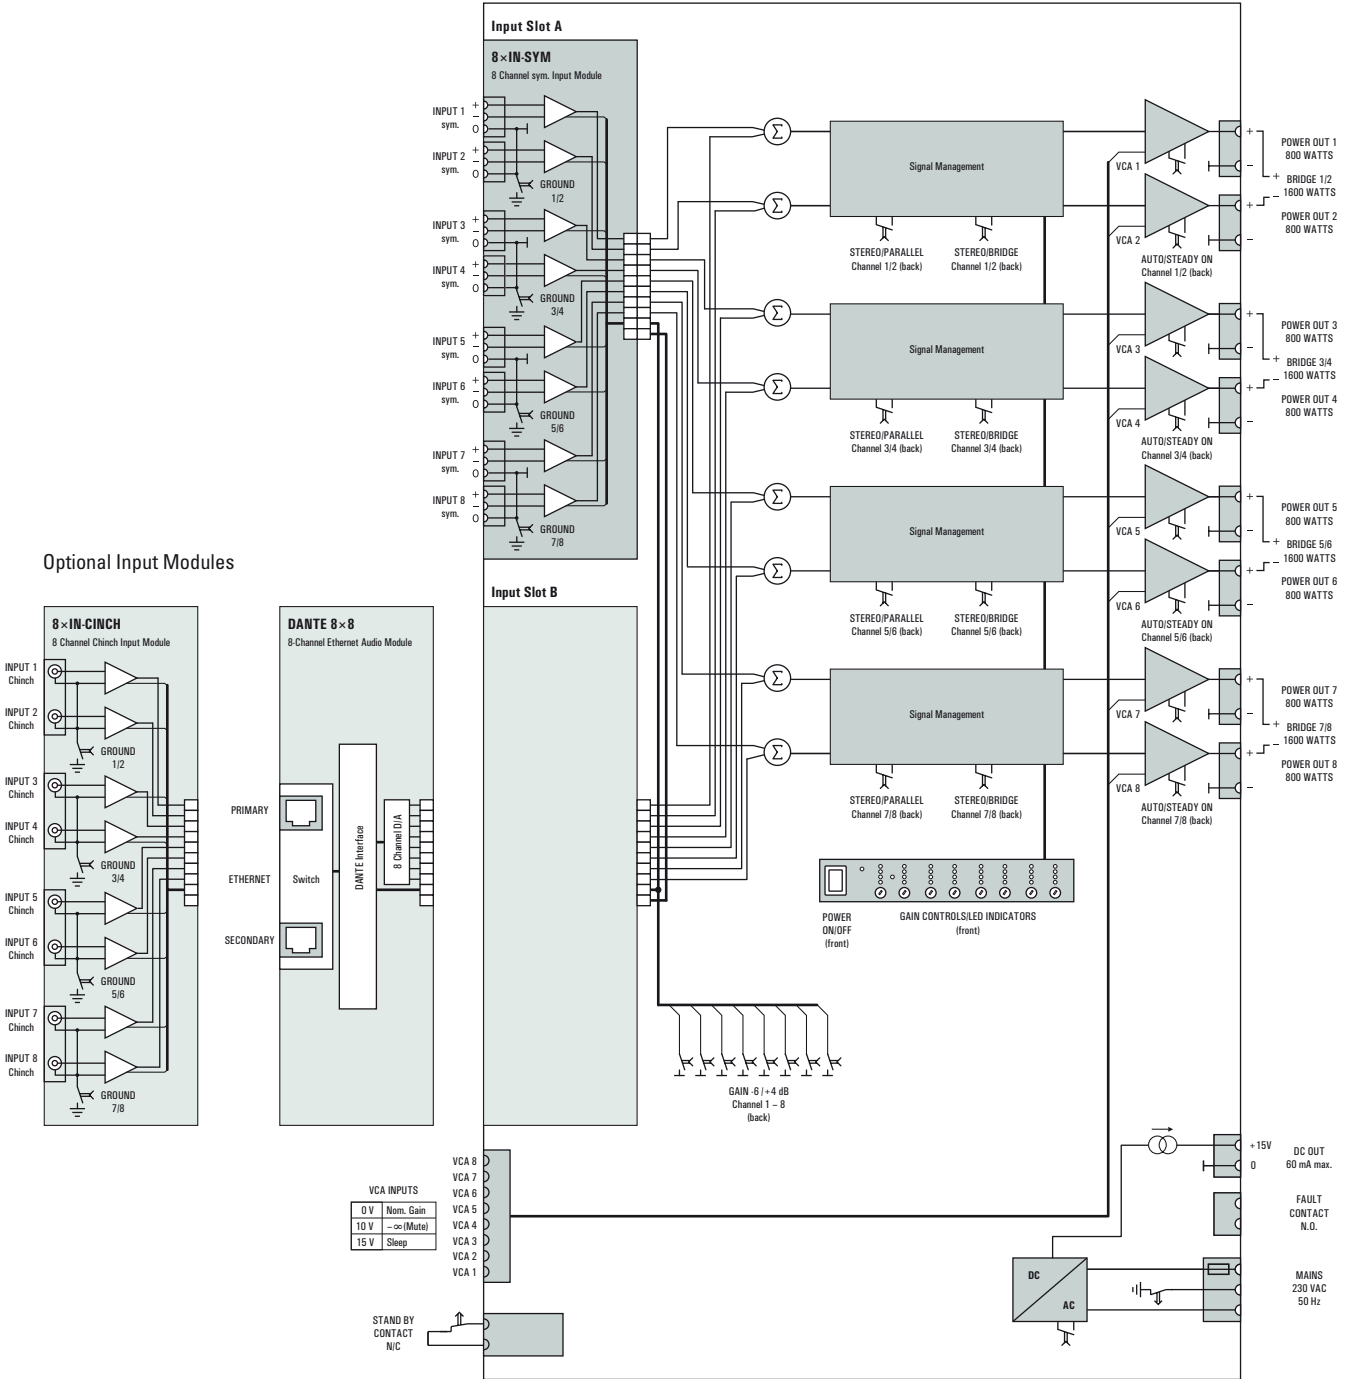 Input Slot A
8×IN-SYM
8 Channel sym. Input Module
INPUT 1
sym.
+
−
0
INPUT 2
sym.
+
−
0
GROUND
1/2
INPUT 3
sym.
+
−
0
INPUT 4
sym.
+
−
0
GROUND
3/4
INPUT 5
sym.
+
−
0
INPUT 6
sym.
+
−
0
GROUND
5/6
INPUT 7
sym.
+
−
0
INPUT 8
sym.
+
−
0
GROUND
7/8
Σ
Σ
Signal Management
STEREO/PARALLEL
Channel 1/2 (back)
STEREO/BRIDGE
Channel 1/2 (back)
VCA 1
VCA 2
AUTO/STEADY ON
Channel 1/2 (back)
+
−
+
−
POWER OUT 1
800 WATTS
+ BRIDGE 1/2
− 1600 WATTS
POWER OUT 2
800 WATTS
Σ
Σ
Signal Management
STEREO/PARALLEL
Channel 3/4 (back)
STEREO/BRIDGE
Channel 3/4 (back)
VCA 3
VCA 4
AUTO/STEADY ON
Channel 3/4 (back)
+
−
+
−
POWER OUT 3
800 WATTS
+ BRIDGE 3/4
− 1600 WATTS
POWER OUT 4
800 WATTS
Σ
Σ
Signal Management
STEREO/PARALLEL
Channel 5/6 (back)
STEREO/BRIDGE
Channel 5/6 (back)
VCA 5
VCA 6
AUTO/STEADY ON
Channel 5/6 (back)
+
−
+
−
POWER OUT 5
800 WATTS
+ BRIDGE 5/6
− 1600 WATTS
POWER OUT 6
800 WATTS
Σ
Σ
Signal Management
STEREO/PARALLEL
Channel 7/8 (back)
STEREO/BRIDGE
Channel 7/8 (back)
VCA 7
VCA 8
AUTO/STEADY ON
Channel 7/8 (back)
+
−
+
−
POWER OUT 7
800 WATTS
+ BRIDGE 7/8
− 1600 WATTS
POWER OUT 8
800 WATTS
Optional Input Modules
8×IN-CINCH
8 Channel Chinch Input Module
INPUT 1
Chinch
INPUT 2
Chinch
GROUND
1/2
INPUT 3
Chinch
INPUT 4
Chinch
GROUND
3/4
INPUT 5
Chinch
INPUT 6
Chinch
GROUND
5/6
INPUT 7
Chinch
INPUT 8
Chinch
GROUND
7/8
DANTE 8×8
8-Channel Ethernet Audio Module
PRIMARY
ETHERNET
SECONDARY
Switch
DANTE Interface
8 Channel D/A
Input Slot B
POWER
ON/OFF
(front)
GAIN CONTROLS/LED INDICATORS
(front)
GAIN -6 / +4 dB
Channel 1 – 8
(back)
VCA 8
VCA 7
VCA 6
VCA 5
VCA 4
VCA 3
VCA 2
VCA 1
VCA INPUTS
0 V Nom. Gain
10 V −∞ (Mute)
15 V Sleep
STAND BY
CONTACT
N/C
+15V
0
DC OUT
60 mA max.
FAULT
CONTACT
N.O.
DC
AC
MAINS
230 VAC
50 Hz